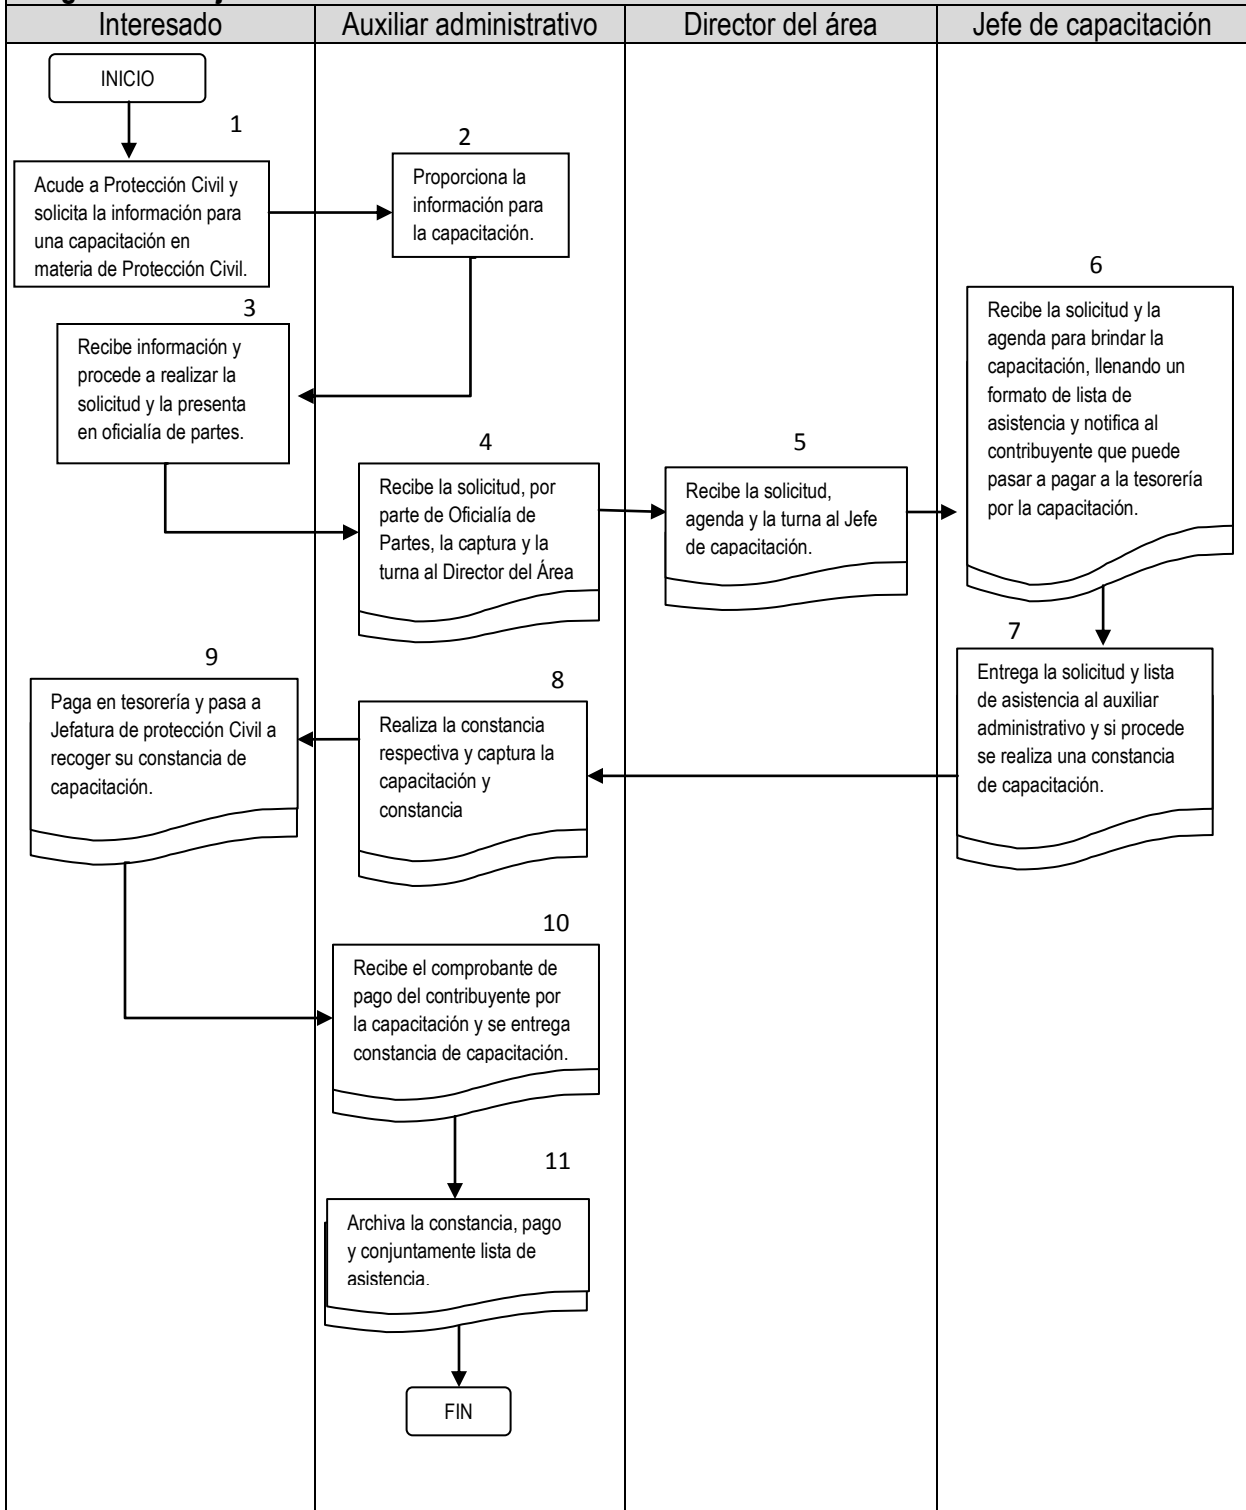 Interesado
Auxiliar administrativo
Director del área
Jefe de capacitación
INICIO
1
Acude a Protección Civil y
solicita la información para
una capacitación en
materia de Protección Civil.
2
Proporciona la
información para
la capacitación.
3
Recibe información y
procede a realizar la
solicitud y la presenta
en oficialía de partes.
4
Recibe la solicitud, por
parte de Oficialía de
Partes, la captura y la
turna al Director del Área
5
Recibe la solicitud,
agenda y la turna al Jefe
de capacitación.
6
Recibe la solicitud y la
agenda para brindar la
capacitación, llenando un
formato de lista de
asistencia y notifica al
contribuyente que puede
pasar a pagar a la tesorería
por la capacitación.
7
Entrega la solicitud y lista
de asistencia al auxiliar
administrativo y si procede
se realiza una constancia
de capacitación.
8
Realiza la constancia
respectiva y captura la
capacitación y
constancia
9
Paga en tesorería y pasa a
Jefatura de protección Civil a
recoger su constancia de
capacitación.
10
Recibe el comprobante de
pago del contribuyente por
la capacitación y se entrega
constancia de capacitación.
11
Archiva la constancia, pago
y conjuntamente lista de
asistencia.
FIN